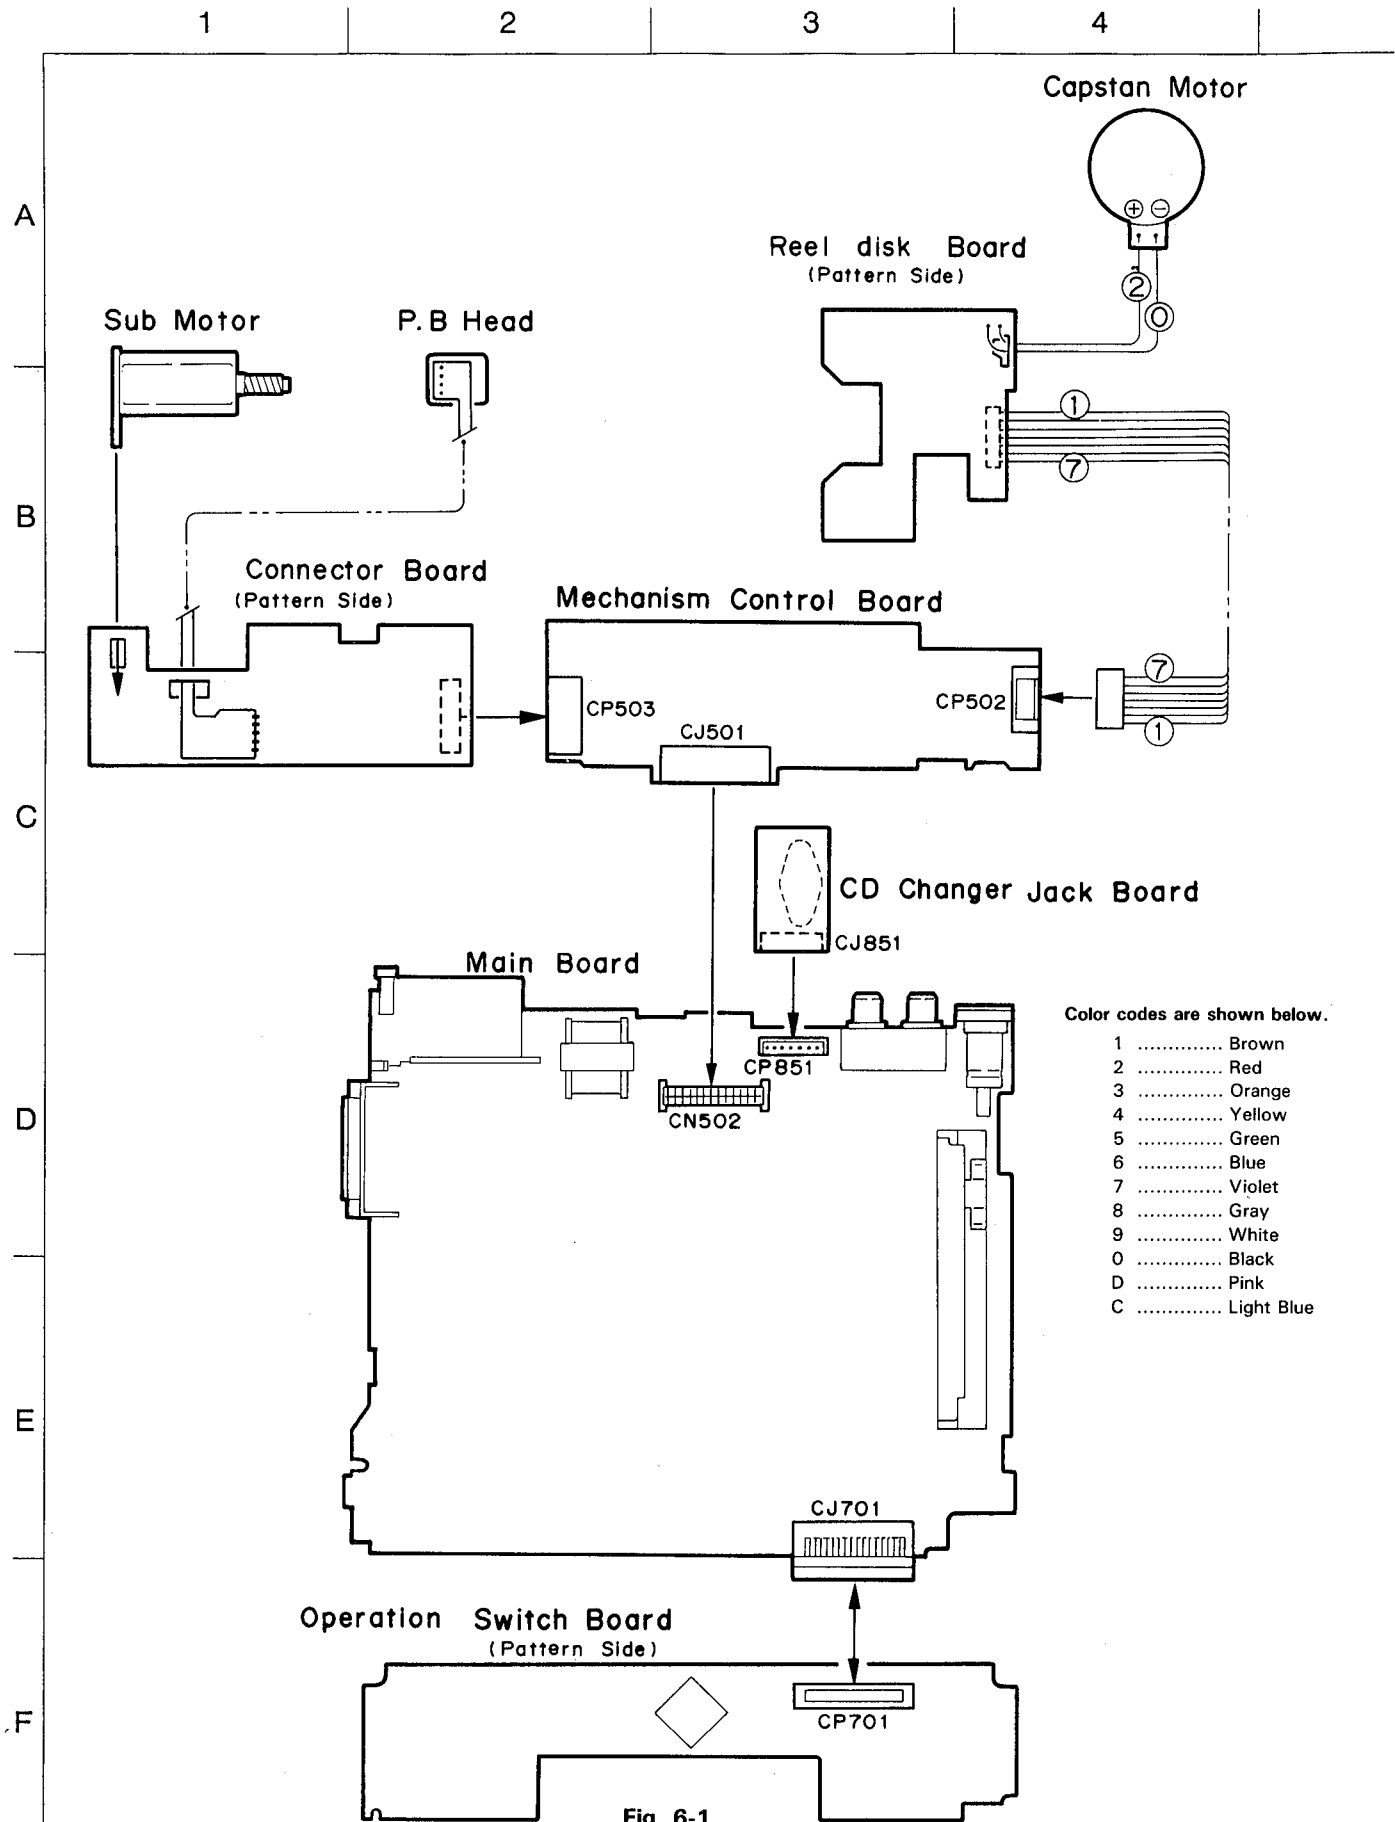 1 2 3 4
A
B
C
D
E
F
Capstan Motor
+ −
2
0
Reel disk Board
(Pattern Side)
Sub Motor
P.B Head
1
7
Connector Board
(Pattern Side)
Mechanism Control Board
CP503
CJ501
CP502
7
1
CD Changer Jack Board
CJ851
Main Board
CP851
CN502
Color codes are shown below.
1 .............. Brown
2 .............. Red
3 .............. Orange
4 .............. Yellow
5 .............. Green
6 .............. Blue
7 .............. Violet
8 .............. Gray
9 .............. White
0 .............. Black
D .............. Pink
C .............. Light Blue
CJ701
Operation Switch Board
(Pattern Side)
CP701
Fig. 6-1